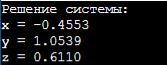 Решение системы:
x = -0.4553
y = 1.0539
z = 0.6110